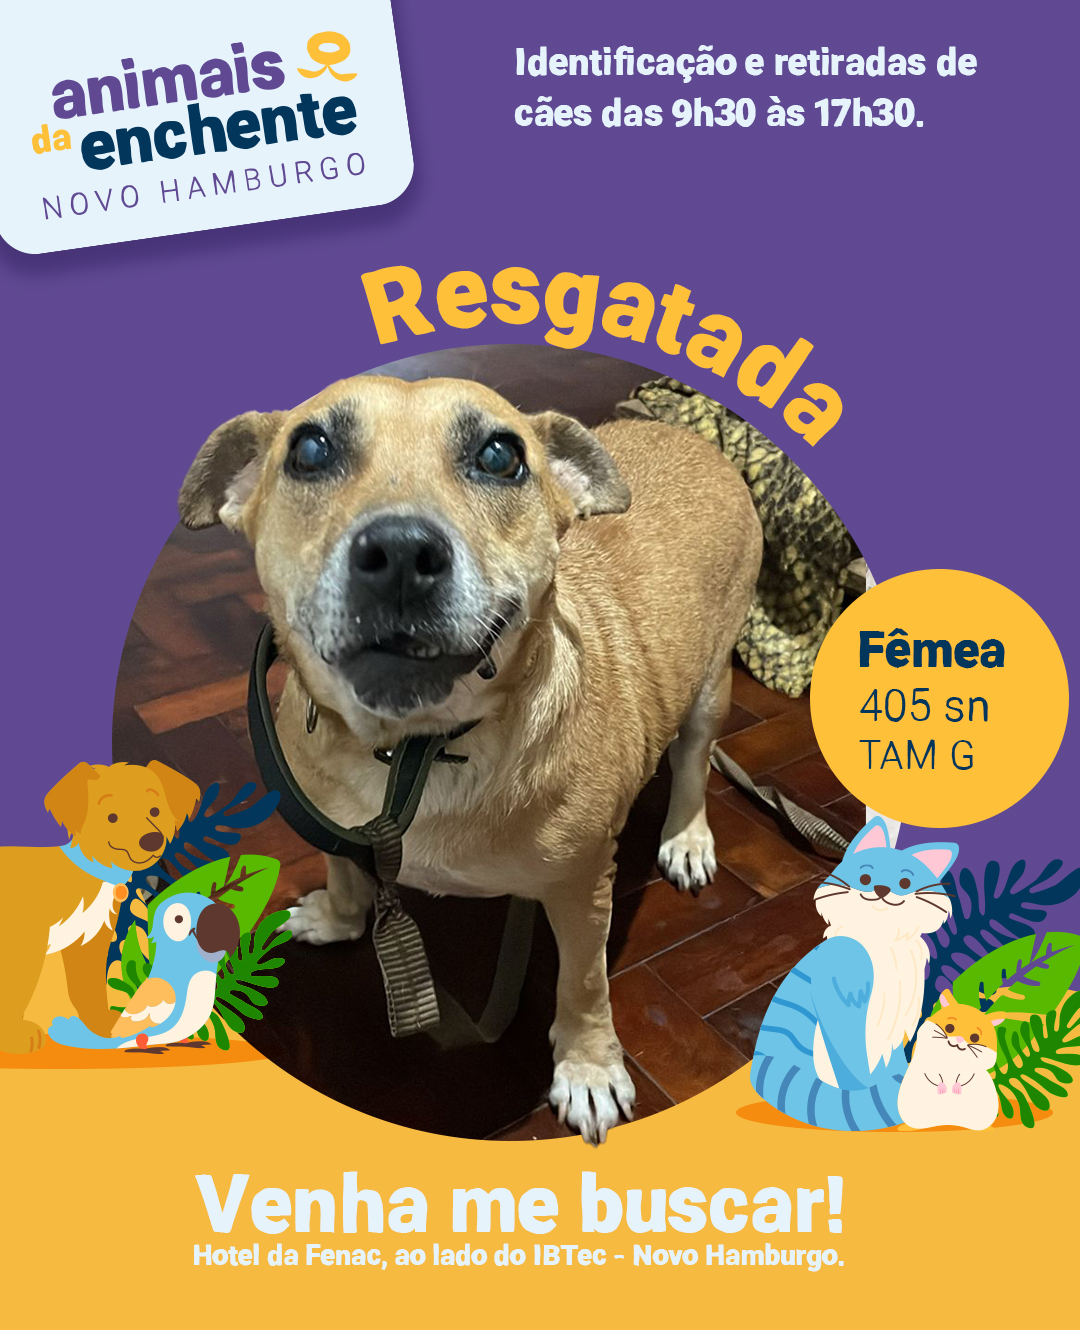 animais
da enchente
NOVO HAMBURGO
Identificação e retiradas de
cães das 9h30 às 17h30.
Resgatada
Fêmea
405 sn
TAM G
Venha me buscar!
Hotel da Fenac, ao lado do IBTec - Novo Hamburgo.